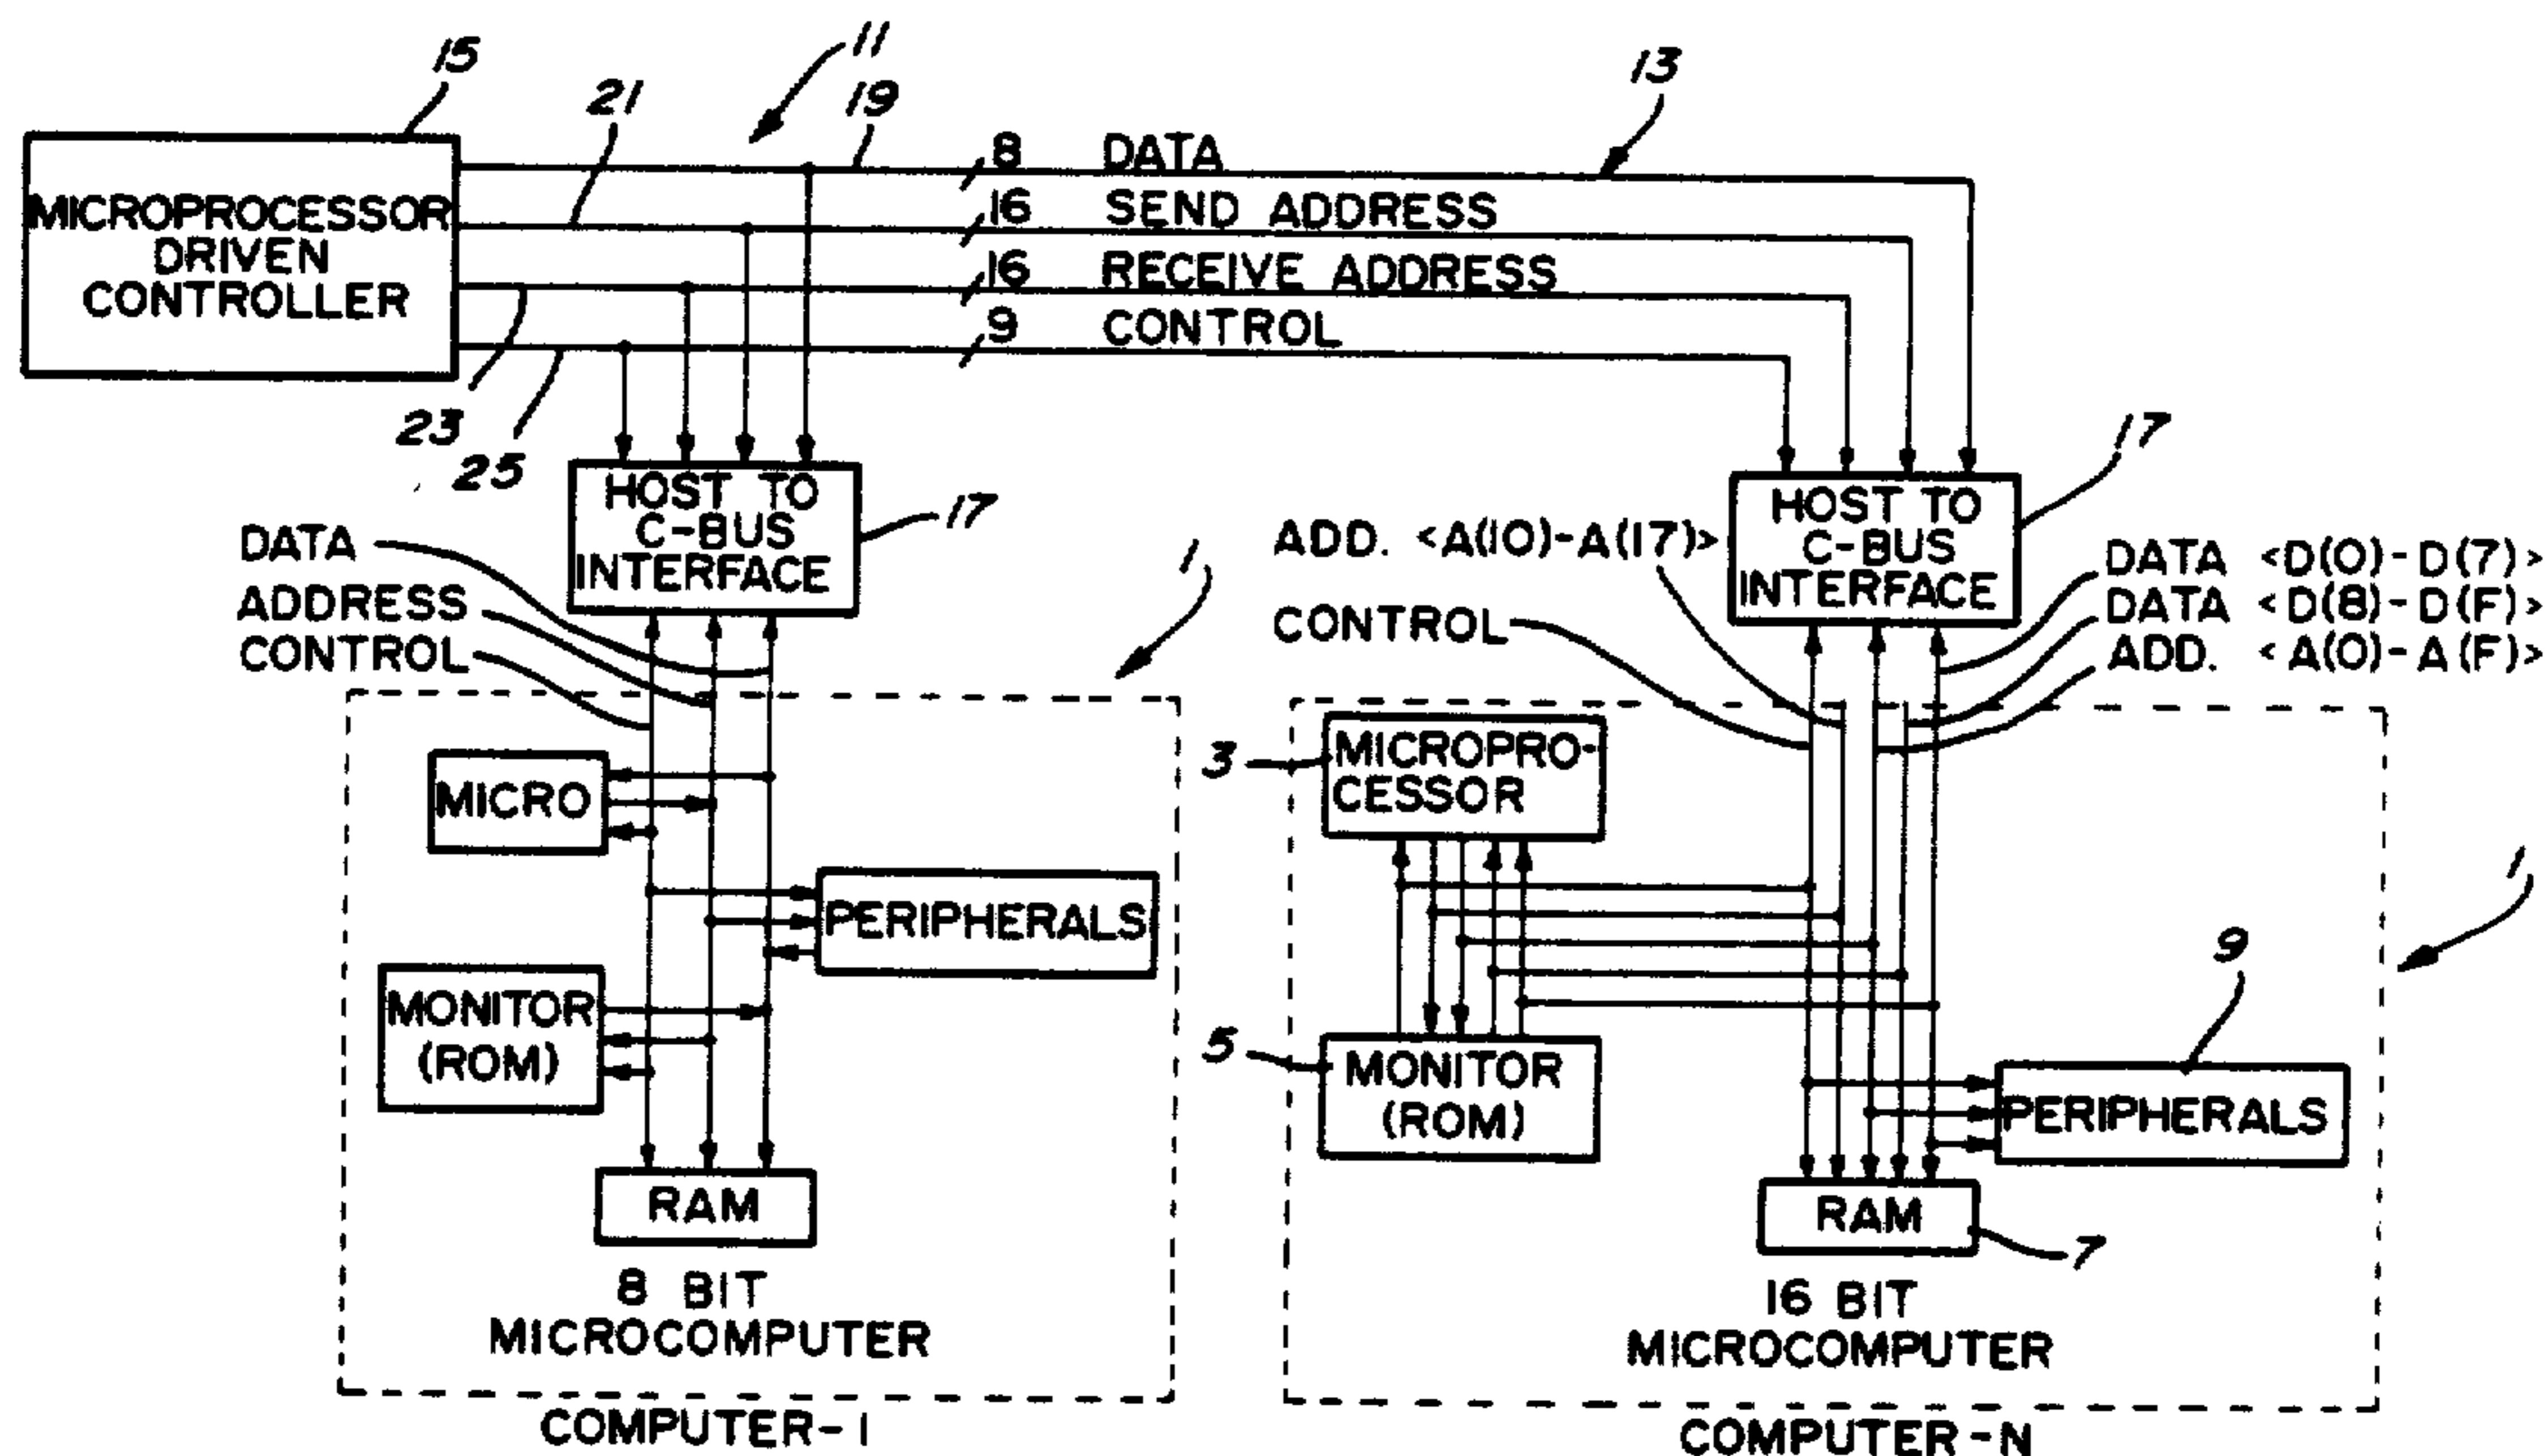 15
11
21
19
13
8 DATA
16 SEND ADDRESS
16 RECEIVE ADDRESS
9 CONTROL
MICROPROCESSOR
DRIVEN
CONTROLLER
23
25
HOST TO
C-BUS
INTERFACE
17
DATA
ADDRESS
CONTROL
1
HOST TO
C-BUS
INTERFACE
17
ADD. <A(10)-A(17)>
CONTROL
DATA <D(0)-D(7)>
DATA <D(8)-D(F)>
ADD. <A(0)-A(F)>
MICRO
PERIPHERALS
MONITOR
(ROM)
RAM
8 BIT
MICROCOMPUTER
COMPUTER-1
3
MICROPRO-
CESSOR
5
MONITOR
(ROM)
1
9
PERIPHERALS
RAM
7
16 BIT
MICROCOMPUTER
COMPUTER-N